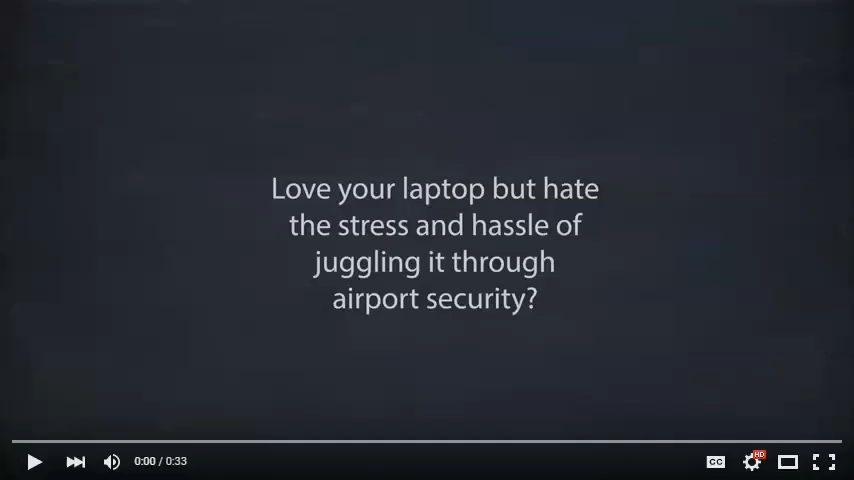 Love your laptop but hate
the stress and hassle of
juggling it through
airport security?
0:00 / 0:33
CC
HD